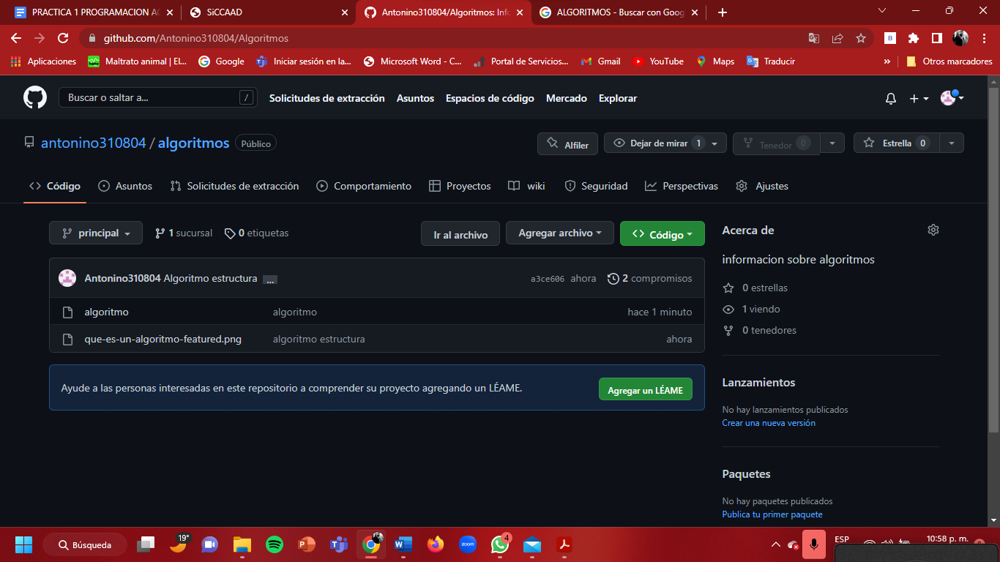 PRACTICA 1 PROGRAMACION AC
SiCCAAD
Antonino310804/Algoritmos: Info
ALGORITMOS - Buscar con Goog
github.com/Antonino310804/Algoritmos
Aplicaciones
Maltrato animal | El...
Google
Iniciar sesión en la...
Microsoft Word - C...
Portal de Servicios...
Gmail
YouTube
Maps
Traducir
»
Otros marcadores
Buscar o saltar a...
/
Solicitudes de extracción
Asuntos
Espacios de código
Mercado
Explorar
antonino310804 / algoritmos
Público
Alfiler
Dejar de mirar 1
Tenedor 0
Estrella 0
Código
Asuntos
Solicitudes de extracción
Comportamiento
Proyectos
wiki
Seguridad
Perspectivas
Ajustes
principal
1 sucursal
0 etiquetas
Ir al archivo
Agregar archivo
Código
Antonino310804 Algoritmo estructura ...
a3ce606 ahora
2 compromisos
algoritmo
algoritmo
hace 1 minuto
que-es-un-algoritmo-featured.png
algoritmo estructura
ahora
Ayude a las personas interesadas en este repositorio a comprender su proyecto agregando un LÉAME.
Agregar un LÉAME
Acerca de
informacion sobre algoritmos
0 estrellas
1 viendo
0 tenedores
Lanzamientos
No hay lanzamientos publicados
Crear una nueva versión
Paquetes
No hay paquetes publicados
Publica tu primer paquete
Búsqueda
19°
zoom
4
ESP
10:58 p. m.